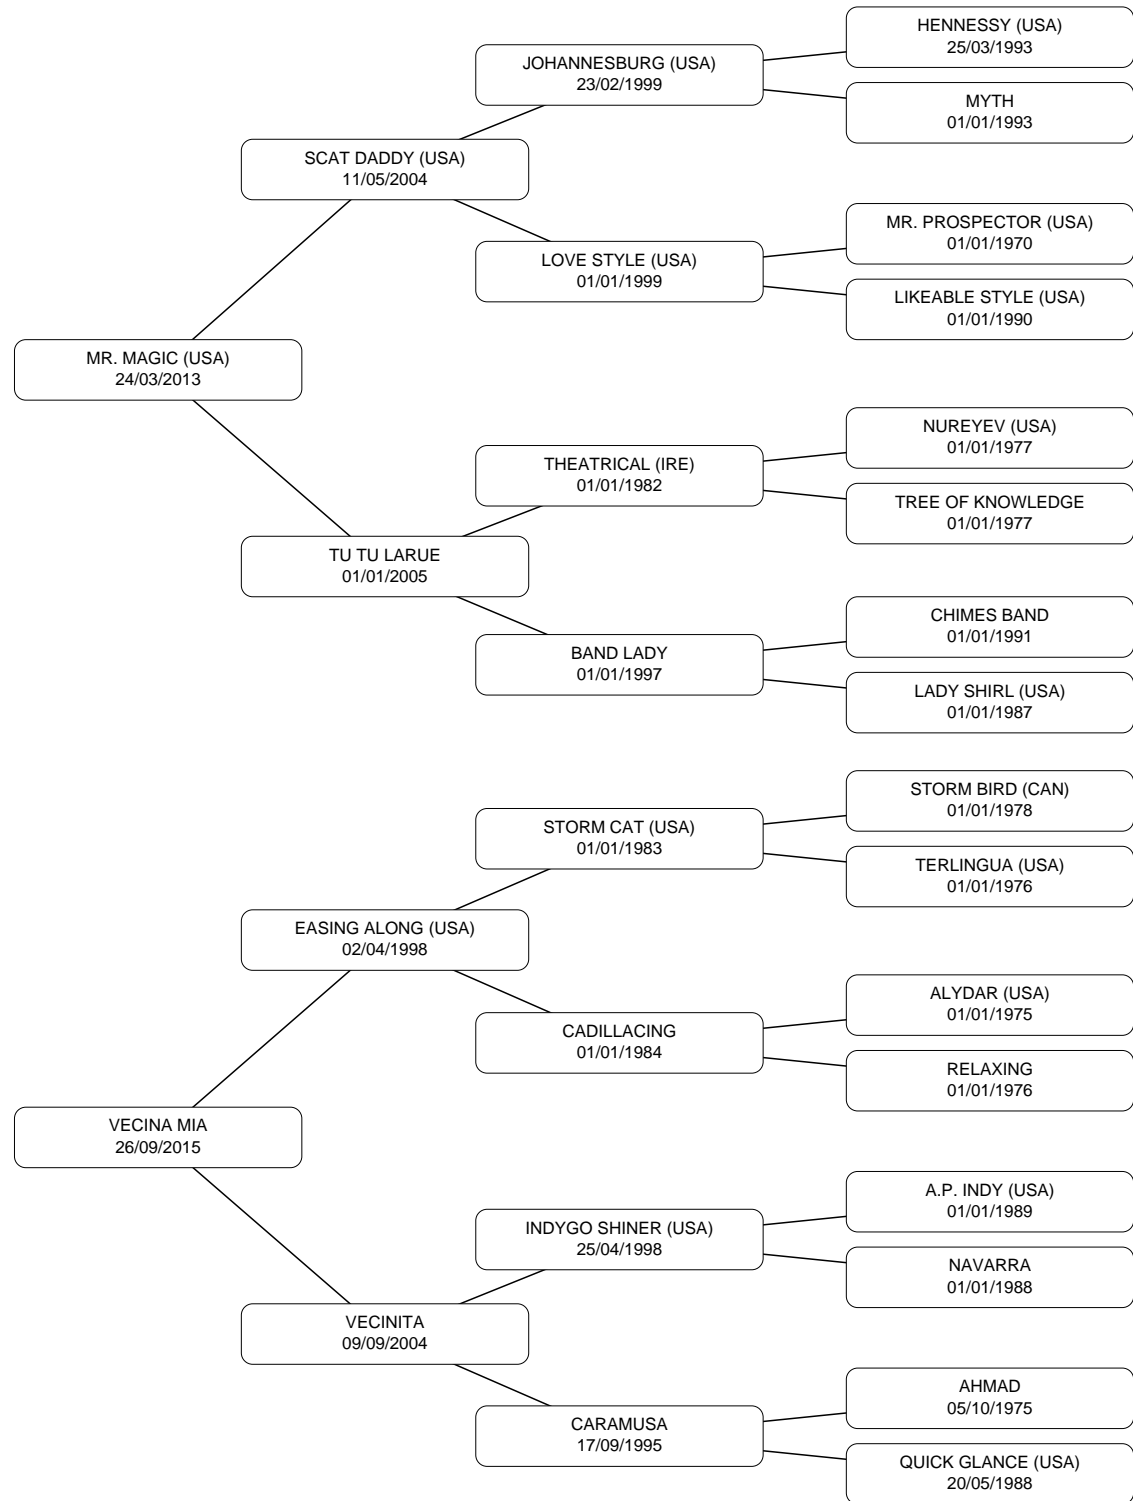 HENNESSY (USA)
25/03/1993
JOHANNESBURG (USA)
23/02/1999
MYTH
01/01/1993
SCAT DADDY (USA)
11/05/2004
MR. PROSPECTOR (USA)
01/01/1970
LOVE STYLE (USA)
01/01/1999
LIKEABLE STYLE (USA)
01/01/1990
MR. MAGIC (USA)
24/03/2013
NUREYEV (USA)
01/01/1977
THEATRICAL (IRE)
01/01/1982
TREE OF KNOWLEDGE
01/01/1977
TU TU LARUE
01/01/2005
CHIMES BAND
01/01/1991
BAND LADY
01/01/1997
LADY SHIRL (USA)
01/01/1987
STORM BIRD (CAN)
01/01/1978
STORM CAT (USA)
01/01/1983
TERLINGUA (USA)
01/01/1976
EASING ALONG (USA)
02/04/1998
ALYDAR (USA)
01/01/1975
CADILLACING
01/01/1984
RELAXING
01/01/1976
VECINA MIA
26/09/2015
A.P. INDY (USA)
01/01/1989
INDYGO SHINER (USA)
25/04/1998
NAVARRA
01/01/1988
VECINITA
09/09/2004
AHMAD
05/10/1975
CARAMUSA
17/09/1995
QUICK GLANCE (USA)
20/05/1988